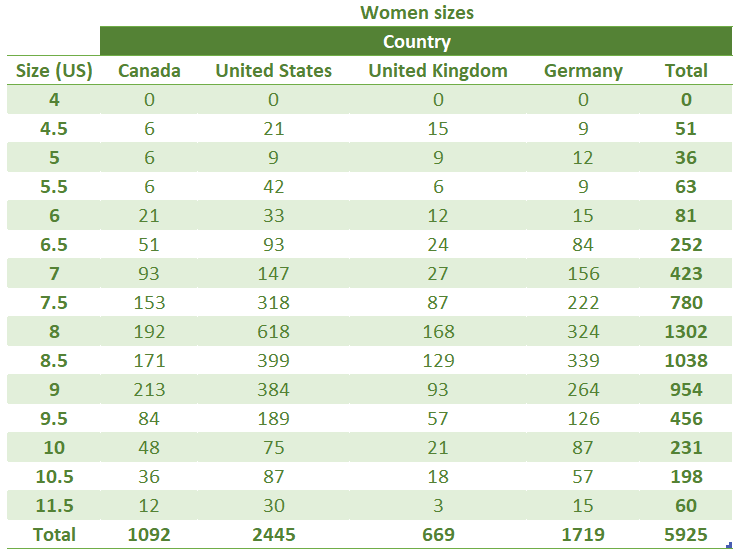 Women sizes
Country
Size (US) Canada United States United Kingdom Germany Total
4 0 0 0 0 0
4.5 6 21 15 9 51
5 6 9 9 12 36
5.5 6 42 6 9 63
6 21 33 12 15 81
6.5 51 93 24 84 252
7 93 147 27 156 423
7.5 153 318 87 222 780
8 192 618 168 324 1302
8.5 171 399 129 339 1038
9 213 384 93 264 954
9.5 84 189 57 126 456
10 48 75 21 87 231
10.5 36 87 18 57 198
11.5 12 30 3 15 60
Total 1092 2445 669 1719 5925